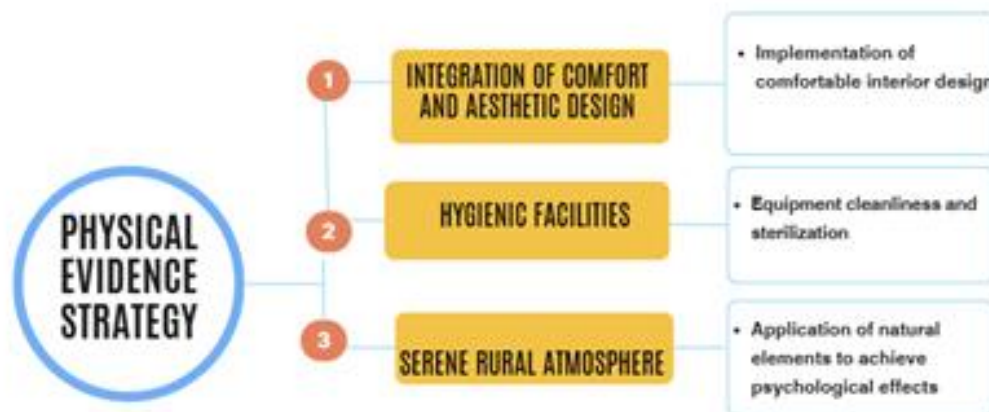 PHYSICAL
EVIDENCE
STRATEGY
1
INTEGRATION OF COMFORT
AND AESTHETIC DESIGN
• Implementation of
comfortable interior design
2
HYGIENIC FACILITIES
• Equipment cleanliness and
sterilization
3
SERENE RURAL ATMOSPHERE
• Application of natural
elements to achieve
psychological effects